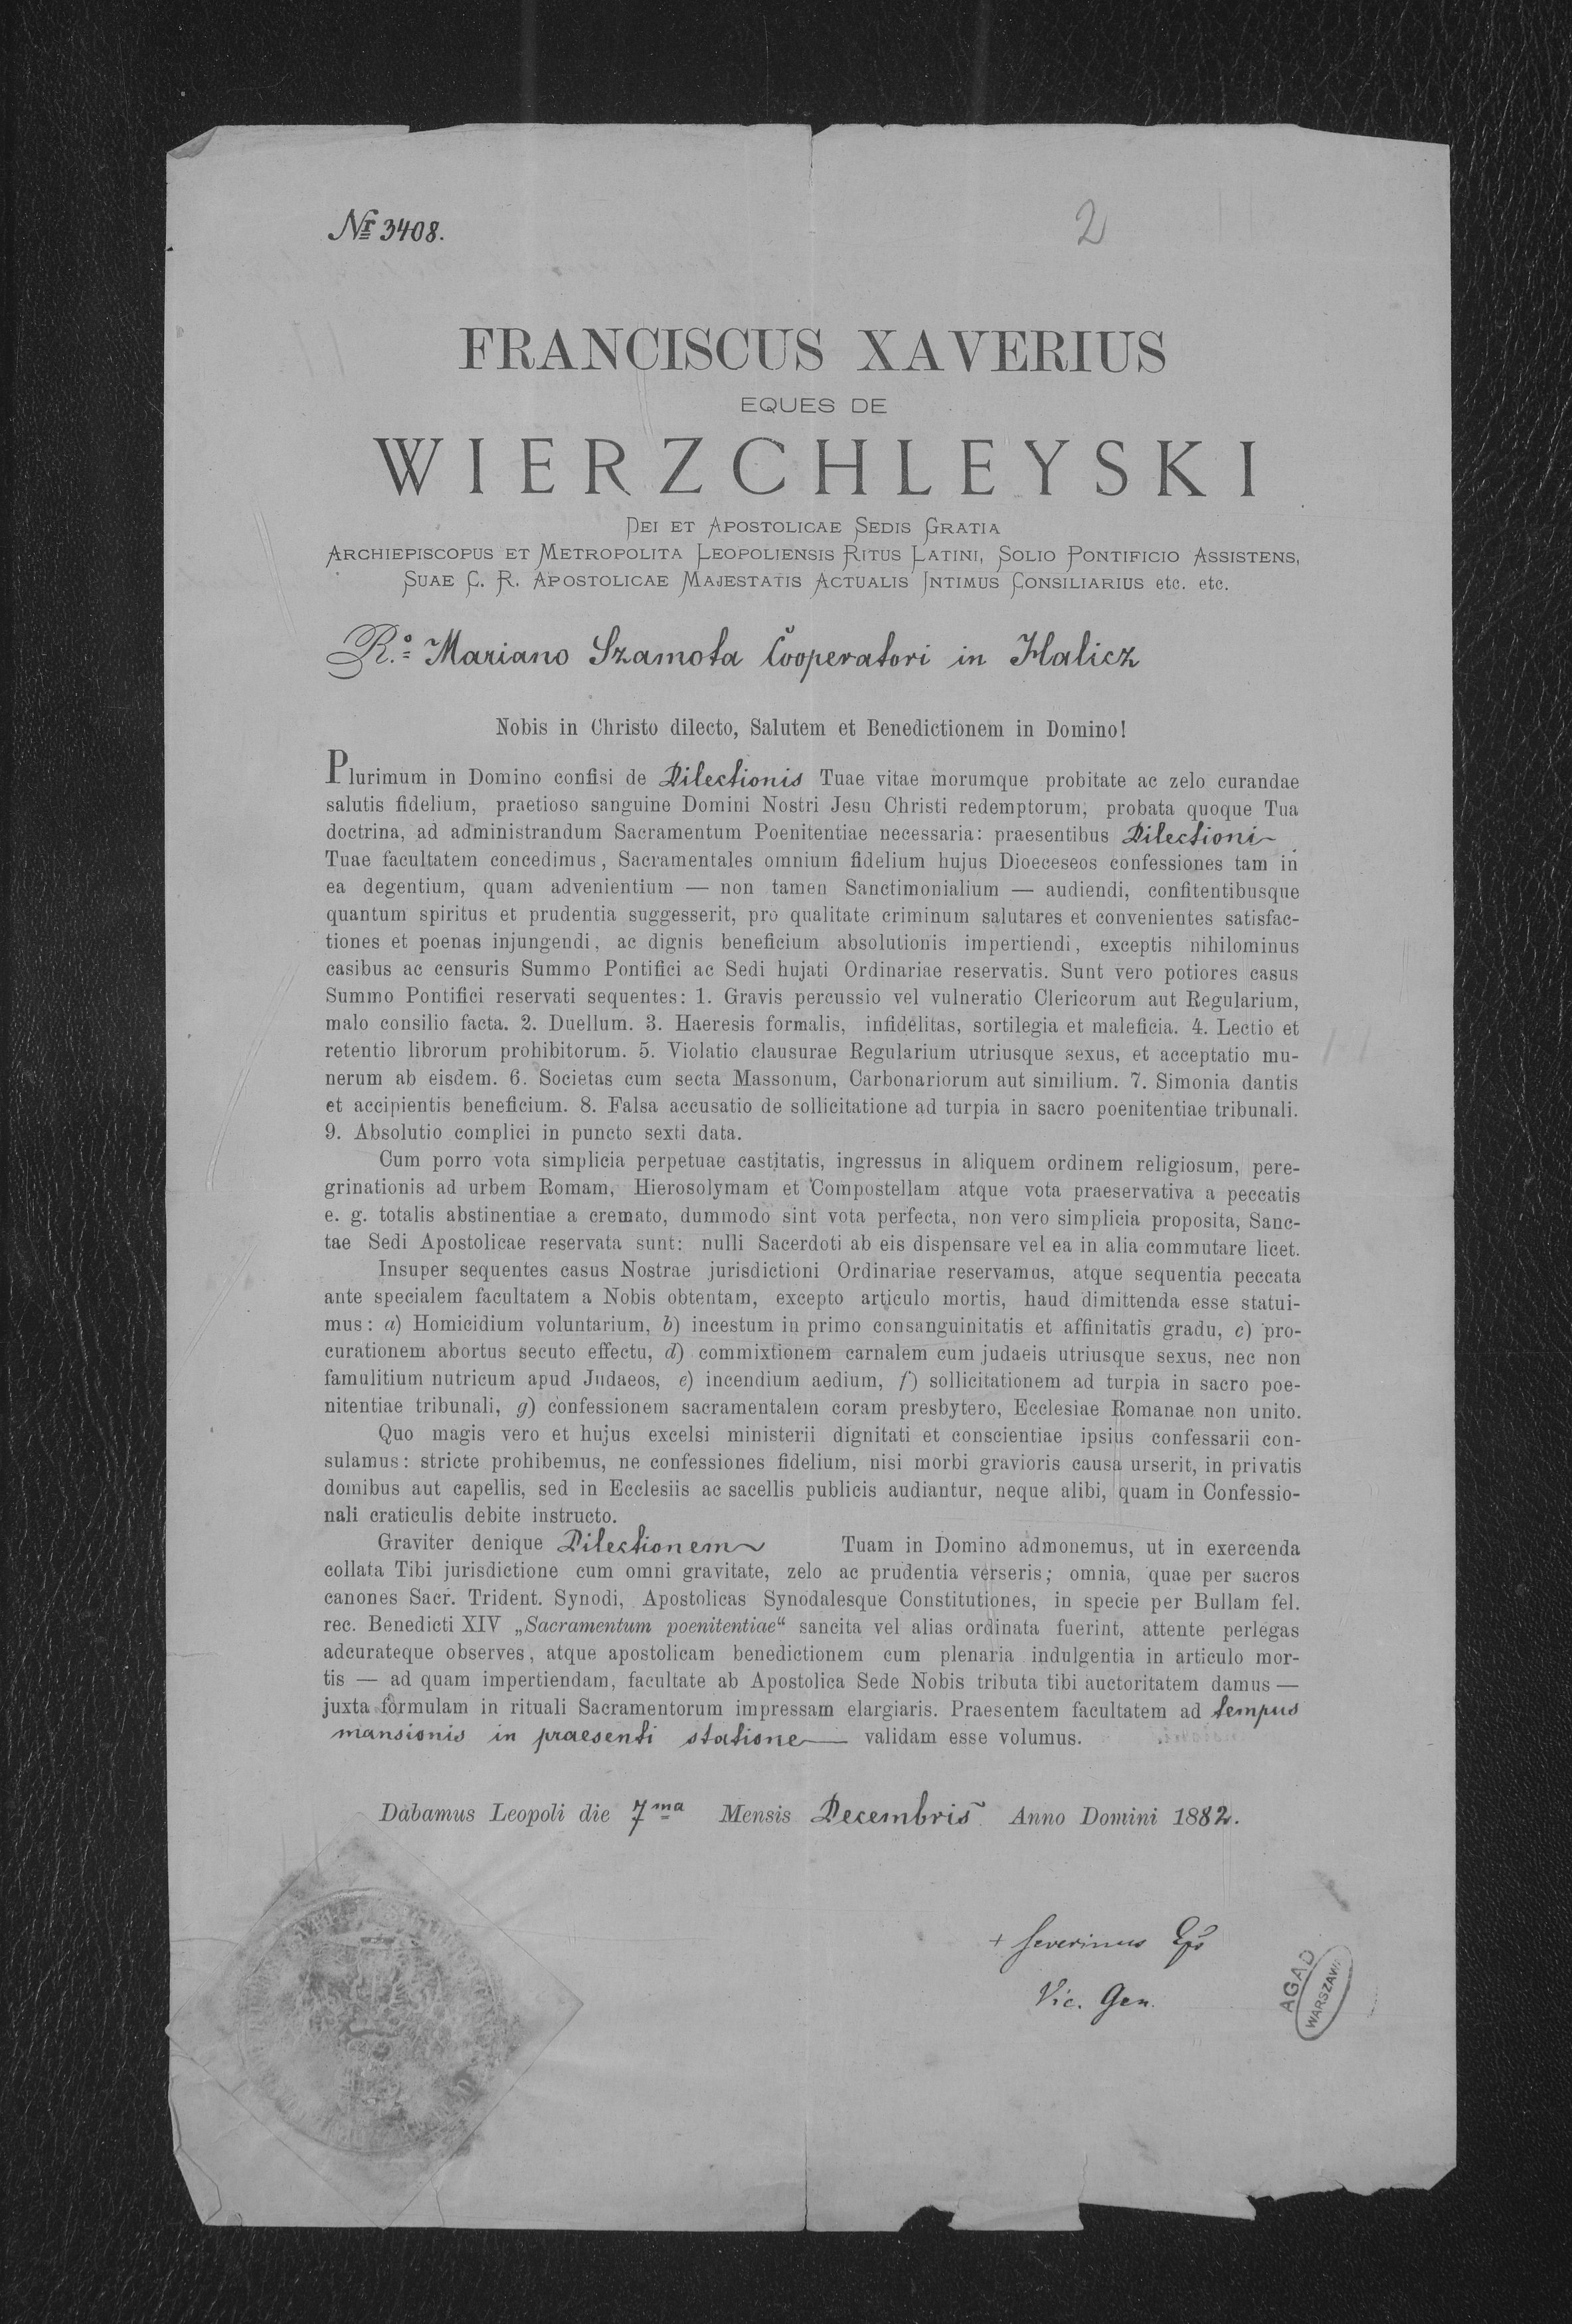 Nr 3408.
2
FRANCISCUS XAVERIUS
EQUES DE
WIERZCHLEYSKI
DEI ET APOSTOLICAE SEDIS GRATIA
ARCHIEPISCOPUS ET METROPOLITA LEOPOLIENSIS RITUS LATINI, SOLIO PONTIFICIO ASSISTENS,
SUAE C. R. APOSTOLICAE MAJESTATIS ACTUALIS INTIMUS CONSILIARIUS etc. etc.
R.o Mariano Szamota Cooperatori in Halicz
Nobis in Christo dilecto, Salutem et Benedictionem in Domino!
Plurimum in Domino confisi de Dilectionis Tuae vitae morumque probitate ac zelo curandae
salutis fidelium, praetioso sanguine Domini Nostri Jesu Christi redemptorum, probata quoque Tua
doctrina, ad administrandum Sacramentum Poenitentiae necessaria: praesentibus Dilectioni
Tuae facultatem concedimus, Sacramentales omnium fidelium hujus Dioeceseos confessiones tam in
ea degentium, quam advenientium — non tamen Sanctimonialium — audiendi, confitentibusque
quantum spiritus et prudentia suggesserit, pro qualitate criminum salutares et convenientes satisfac-
tiones et poenas injungendi, ac dignis beneficium absolutionis impertiendi, exceptis nihilominus
casibus ac censuris Summo Pontifici ac Sedi hujati Ordinariae reservatis. Sunt vero potiores casus
Summo Pontifici reservati sequentes: 1. Gravis percussio vel vulneratio Clericorum aut Regularium,
malo consilio facta. 2. Duellum. 3. Haeresis formalis, infidelitas, sortilegia et maleficia. 4. Lectio et
retentio librorum prohibitorum. 5. Violatio clausurae Regularium utriusque sexus, et acceptatio mu-
nerum ab eisdem. 6. Societas cum secta Massonum, Carbonariorum aut similium. 7. Simonia dantis
et accipientis beneficium. 8. Falsa accusatio de sollicitatione ad turpia in sacro poenitentiae tribunali.
9. Absolutio complici in puncto sexti data.
Cum porro vota simplicia perpetuae castitatis, ingressus in aliquem ordinem religiosum, pere-
grinationis ad urbem Romam, Hierosolymam et Compostellam atque vota praeservativa a peccatis
e. g. totalis abstinentiae a cremato, dummodo sint vota perfecta, non vero simplicia proposita, Sanc-
tae Sedi Apostolicae reservata sunt: nulli Sacerdoti ab eis dispensare vel ea in alia commutare licet.
Insuper sequentes casus Nostrae jurisdictioni Ordinariae reservamus, atque sequentia peccata
ante specialem facultatem a Nobis obtentam, excepto articulo mortis, haud dimittenda esse statui-
mus: a) Homicidium voluntarium, b) incestum in primo consanguinitatis et affinitatis gradu, c) pro-
curationem abortus secuto effectu, d) commixtionem carnalem cum judaeis utriusque sexus, nec non
famulitium nutricum apud Judaeos, e) incendium aedium, f) sollicitationem ad turpia in sacro poe-
nitentiae tribunali, g) confessionem sacramentalem coram presbytero, Ecclesiae Romanae non unito.
Quo magis vero et hujus excelsi ministerii dignitati et conscientiae ipsius confessarii con-
sulamus: stricte prohibemus, ne confessiones fidelium, nisi morbi gravioris causa urserit, in privatis
domibus aut capellis, sed in Ecclesiis ac sacellis publicis audiantur, neque alibi, quam in Confessio-
nali craticulis debite instructo.
Graviter denique Dilectionem Tuam in Domino admonemus, ut in exercenda
collata Tibi jurisdictione cum omni gravitate, zelo ac prudentia verseris; omnia, quae per sacros
canones Sacr. Trident. Synodi, Apostolicas Synodalesque Constitutiones, in specie per Bullam fel.
rec. Benedicti XIV „Sacramentum poenitentiae“ sancita vel alias ordinata fuerint, attente perlegas
adcurateque observes, atque apostolicam benedictionem cum plenaria indulgentia in articulo mor-
tis — ad quam impertiendam, facultate ab Apostolica Sede Nobis tributa tibi auctoritatem damus —
juxta formulam in rituali Sacramentorum impressam elargiaris. Praesentem facultatem ad tempus
mansionis in praesenti statione validam esse volumus.
Dabamus Leopoli die 7ma Mensis Decembris Anno Domini 1882.
+ Severinus Eps
Vic. Gen.
AGAD
WARSZAWA